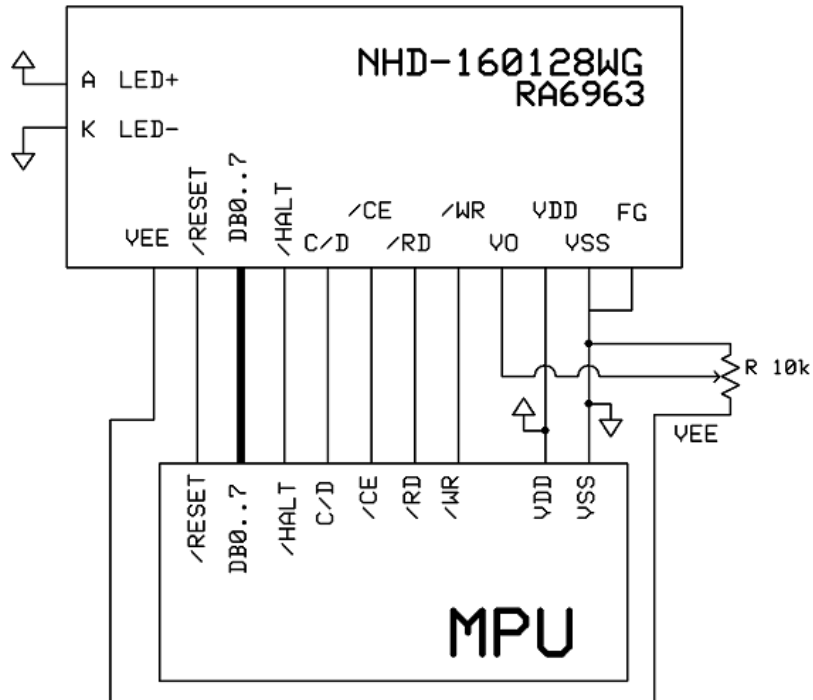 NHD-160128WG
RA6963
A LED+
K LED-
VEE
/RESET
DB0..7
/HALT
C/D
/CE
/RD
/WR
VO
VDD
VSS
FG
R 10k
VEE
/RESET
DB0..7
/HALT
C/D
/CE
/RD
/WR
VDD
VSS
MPU